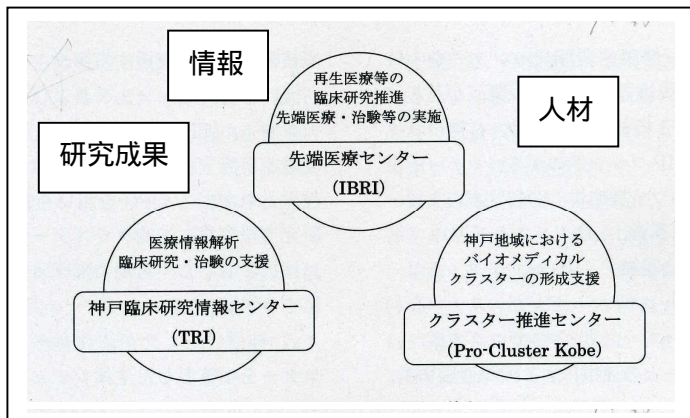 情報
人材
研究成果
再生医療等の
臨床研究推進
先端医療・治験等の実施
先端医療センター
(IBRI)
医療情報解析
臨床研究・治験の支援
神戸臨床研究情報センター
(TRI)
神戸地域における
バイオメディカル
クラスターの形成支援
クラスター推進センター
(Pro-Cluster Kobe)